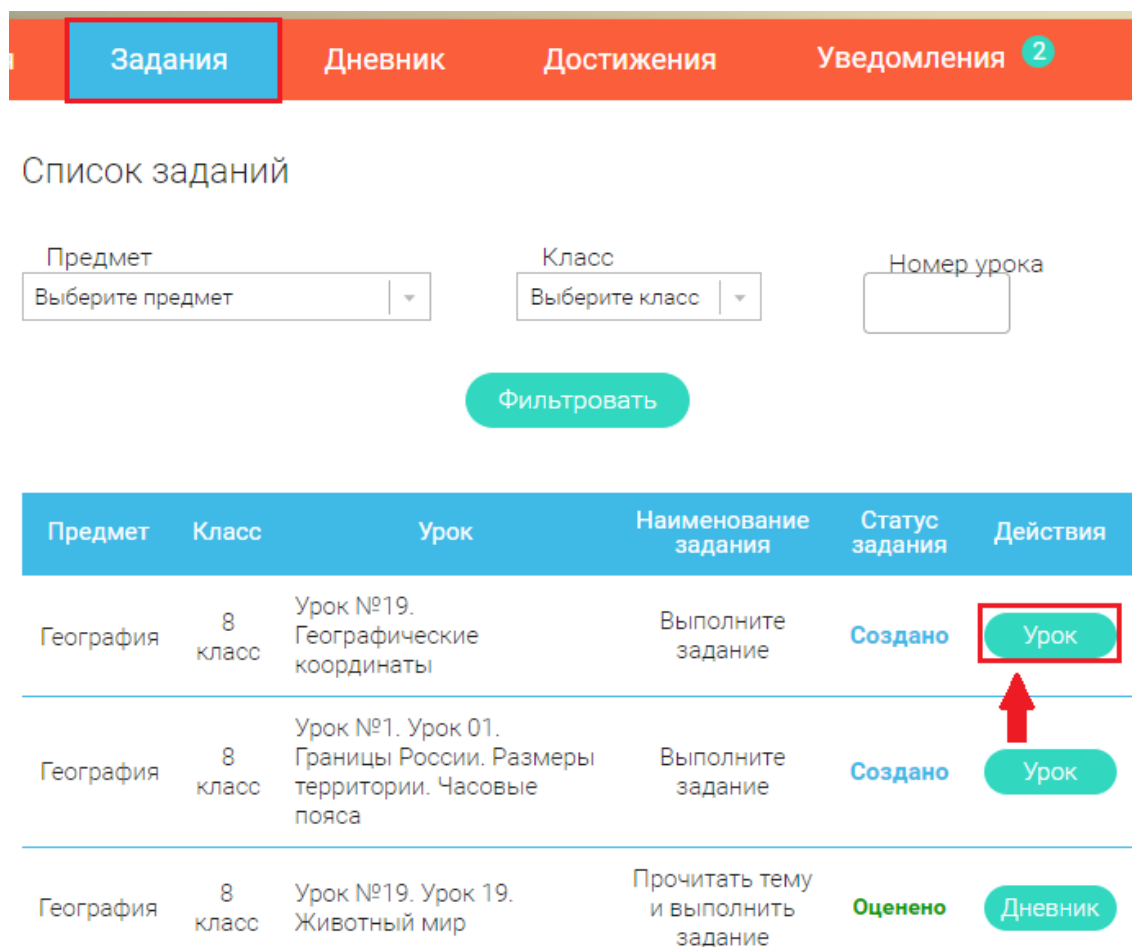 Задания Дневник Достижения Уведомления 2
Список заданий
Предмет Класс Номер урока
Выберите предмет Выберите класс
Фильтровать
Предмет Класс Урок Наименование задания Статус задания Действия
География 8 класс Урок №19. Географические координаты Выполните задание Создано Урок
География 8 класс Урок №1. Урок 01. Границы России. Размеры территории. Часовые пояса Выполните задание Создано Урок
География 8 класс Урок №19. Урок 19. Животный мир Прочитать тему и выполнить задание Оценено Дневник